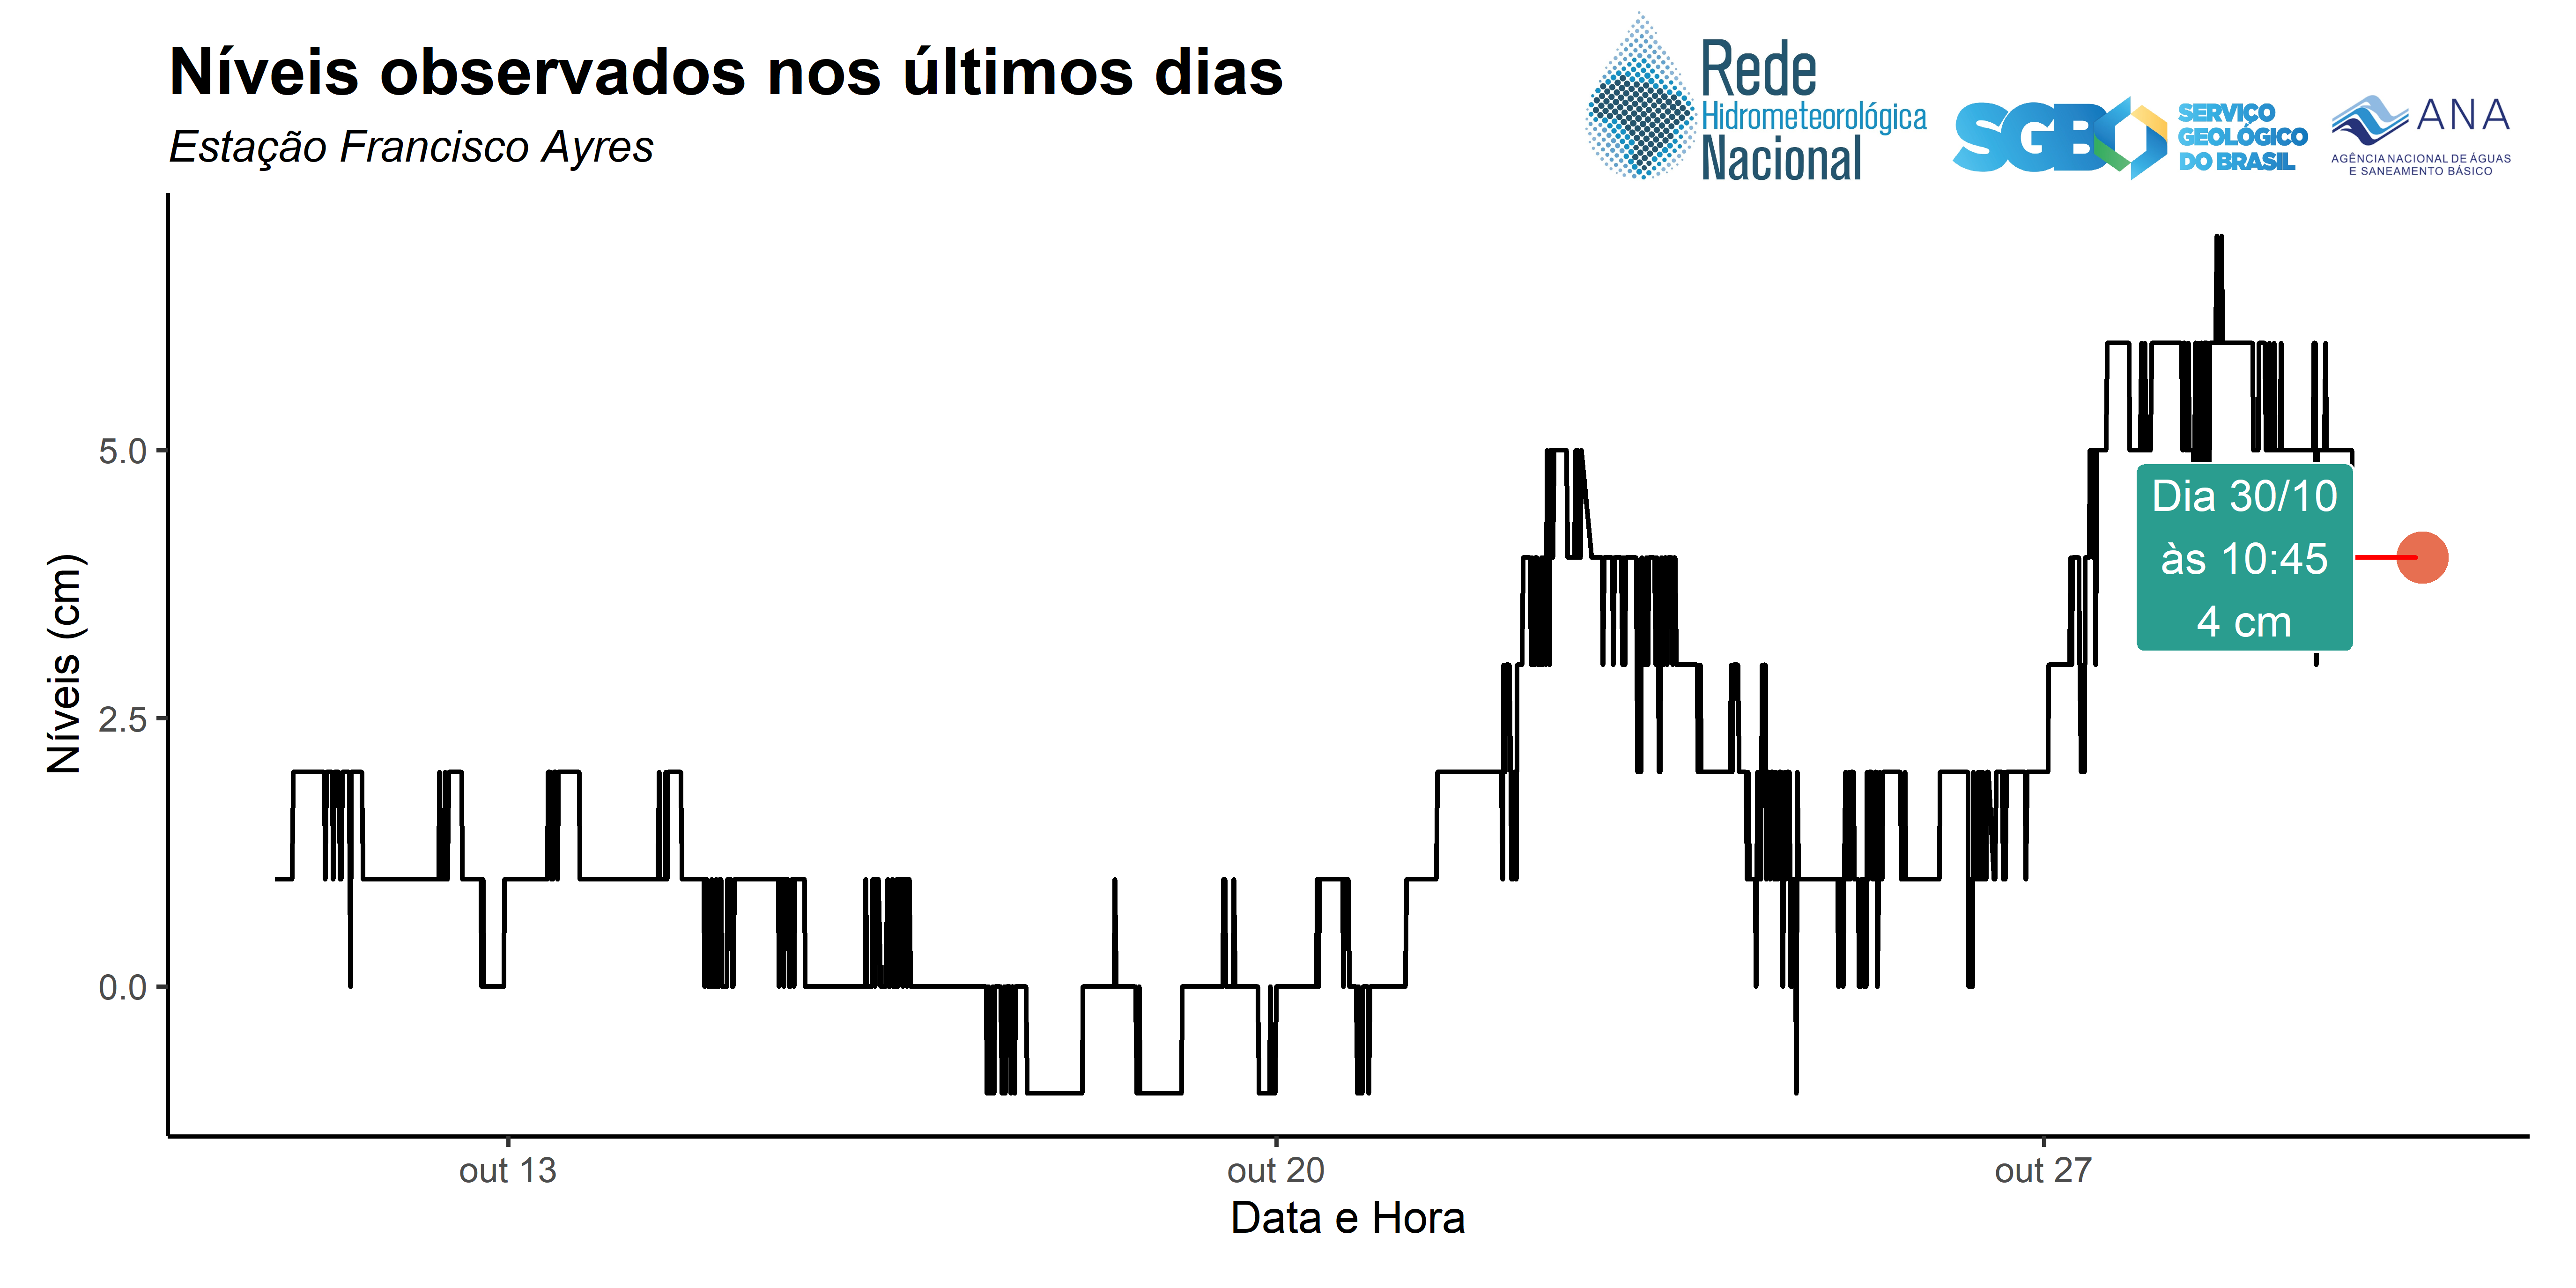 Níveis observados nos últimos dias
Estação Francisco Ayres
Rede
Hidrometeorológica
Nacional
SGB
SERVIÇO
GEOLÓGICO
DO BRASIL
ANA
AGÊNCIA NACIONAL DE ÁGUAS
E SANEAMENTO BÁSICO
Níveis (cm)
5.0
2.5
0.0
Dia 30/10
às 10:45
4 cm
out 13
out 20
out 27
Data e Hora